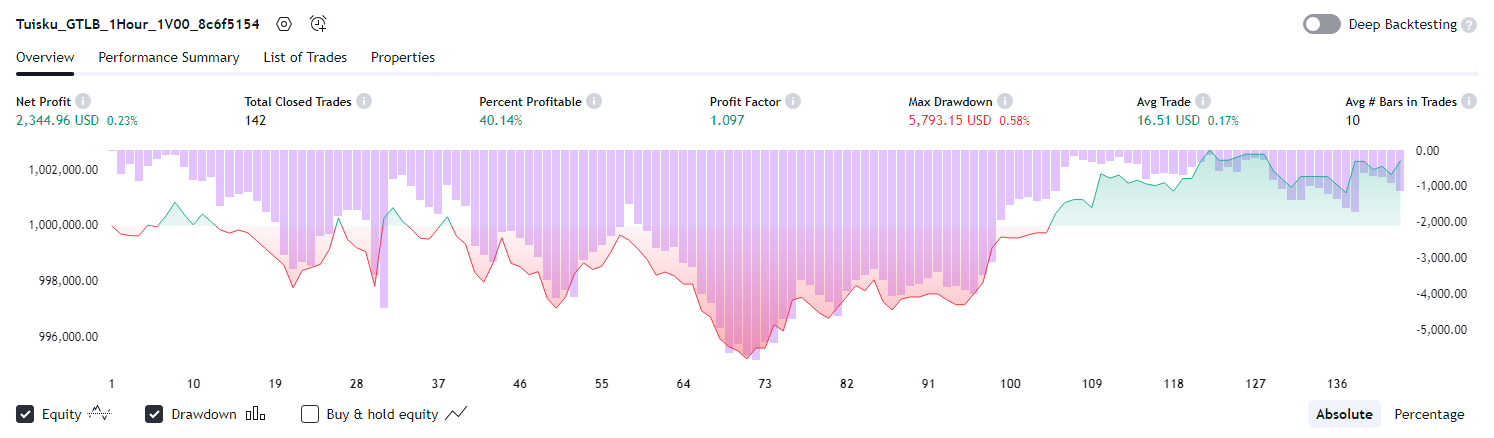 Tuisku_GTLB_1Hour_1V00_8c6f5154
Deep Backtesting ?
Overview Performance Summary List of Trades Properties
Net Profit Total Closed Trades Percent Profitable Profit Factor Max Drawdown Avg Trade Avg # Bars in Trades
2,344.96 USD 0.23% 142 40.14% 1.097 5,793.15 USD 0.58% 16.51 USD 0.17% 10
1,002,000.00
1,000,000.00
998,000.00
996,000.00
0.00
-1,000.00
-2,000.00
-3,000.00
-4,000.00
-5,000.00
1 10 19 28 37 46 55 64 73 82 91 100 109 118 127 136
Equity Drawdown Buy & hold equity Absolute Percentage